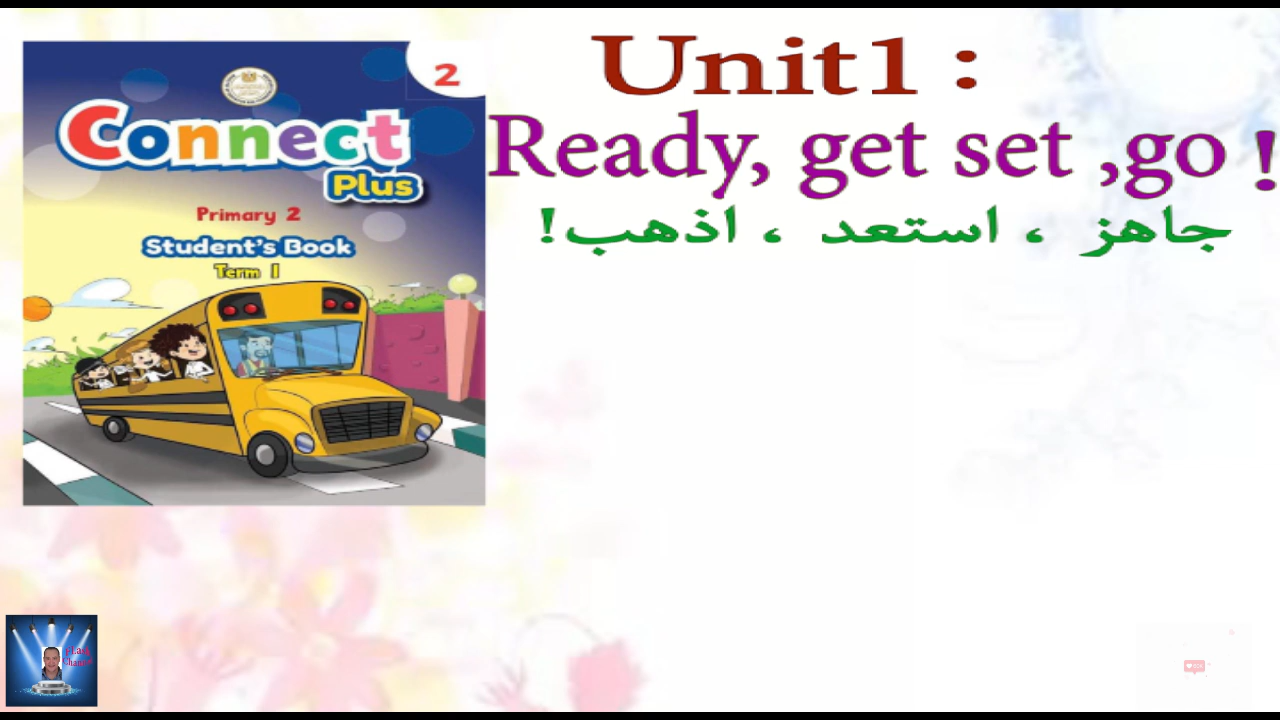 2
Connect
Plus
Primary 2
Student's Book
Term 1
Unit1 :
Ready, get set ,go !
جاهز ، استعد ، اذهب!